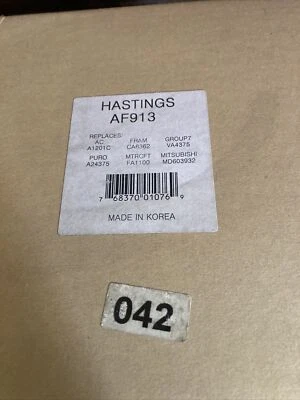 HASTINGS
AF913
REPLACES:
AC FRAM GROUP7
A1201C CA6362 VA4375
PURO MTRCFT MITSUBISHI
A24375 FA1100 MD603932
7 68370 01076 9
MADE IN KOREA
042